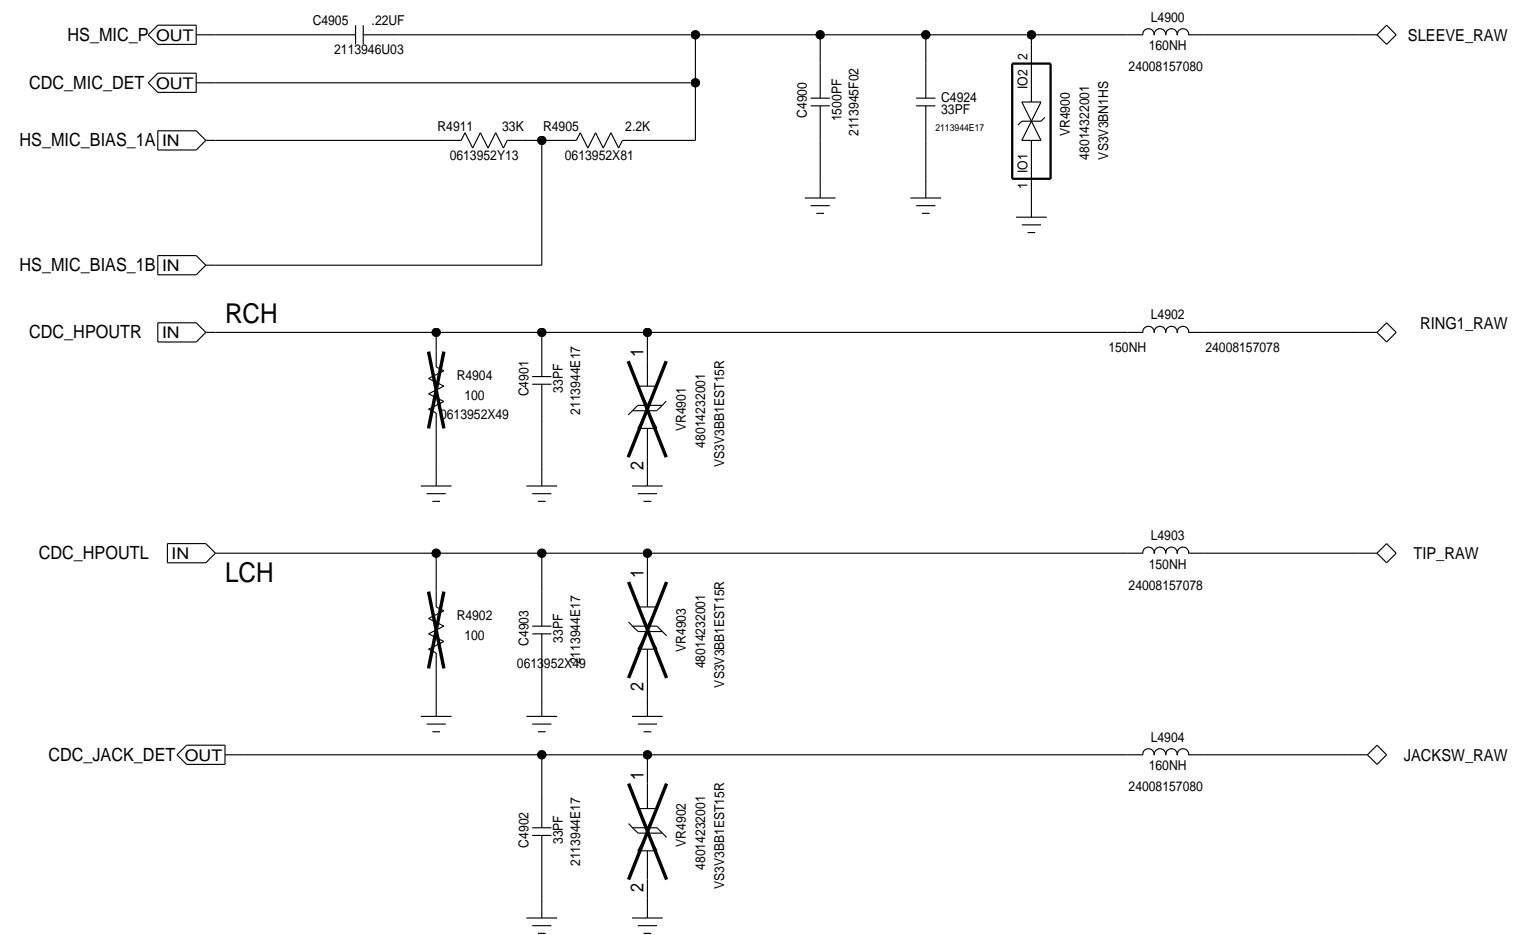 C4905 .22UF
HS_MIC_P OUT
2113946U03
L4900
160NH
24008157080
SLEEVE_RAW
CDC_MIC_DET OUT
HS_MIC_BIAS_1A IN
R4911 33K
0613952Y13
R4905 2.2K
0613952X81
C4900
1500PF
2113945F02
C4924
33PF
2113944E17
2
IO2
IO1
1
VR4900
48014322001
VS3V3BN1HS
HS_MIC_BIAS_1B IN
RCH
CDC_HPOUTR IN
L4902
150NH
24008157078
RING1_RAW
R4904
100
0613952X49
C4901
33PF
2113944E17
1
2
VR4901
48014232001
VS3V3BB1EST15R
CDC_HPOUTL IN
LCH
L4903
150NH
24008157078
TIP_RAW
R4902
100
C4903
33PF
2113944E17
0613952X49
1
2
VR4903
48014232001
VS3V3BB1EST15R
CDC_JACK_DET OUT
L4904
160NH
24008157080
JACKSW_RAW
C4902
33PF
2113944E17
1
2
VR4902
48014232001
VS3V3BB1EST15R